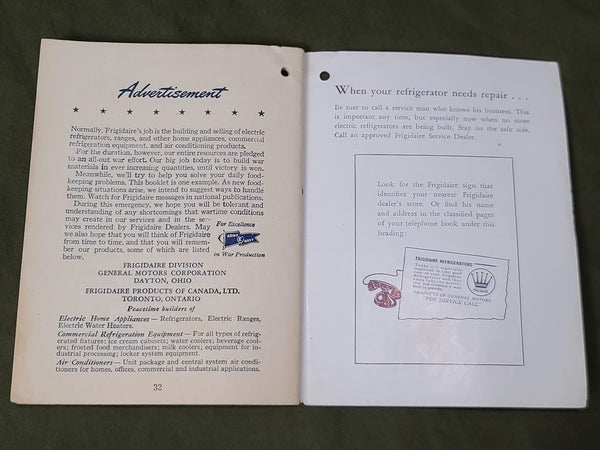 Advertisement
Normally, Frigidaire's job is the building and selling of electric
refrigerators, ranges, and other home appliances, commercial
refrigeration equipment, and air conditioning products.
For the duration, however, our entire resources are pledged
to an all-out war effort. Our big job today is to build war
materials in ever increasing quantities, until victory is won.
Meanwhile, we'll try to help you solve your daily food-
keeping problems. This booklet is one example. As new food-
keeping situations arise, we intend to suggest ways to handle
them. Watch for Frigidaire messages in national publications.
During this emergency, we hope you will be tolerant and
understanding of any shortcomings that wartime conditions
may create in our services and in the ser-
vices rendered by Frigidaire Dealers. May
we also hope that you will think of Frigidaire
from time to time, and that you will remem-
ber our products, some of which are listed
below.
For Excellence
ARMY E NAVY
in War Production
FRIGIDAIRE DIVISION
GENERAL MOTORS CORPORATION
DAYTON, OHIO
FRIGIDAIRE PRODUCTS OF CANADA, LTD.
TORONTO, ONTARIO
Peacetime builders of
Electric Home Appliances — Refrigerators, Electric Ranges,
Electric Water Heaters.
Commercial Refrigeration Equipment — For all types of refrig-
erated fixtures: ice cream cabinets; water coolers; beverage cool-
ers; frosted food merchandisers; milk coolers; equipment for in-
dustrial processing; locker system equipment.
Air Conditioners — Unit package and central system air condi-
tioners for homes, offices, commercial and industrial applications.
32
When your refrigerator needs repair . . .
Be sure to call a service man who knows his business. This
is important any time, but especially now when no more
electric refrigerators are being built. Stay on the safe side.
Call an approved Frigidaire Service Dealer.
Look for the Frigidaire sign that
identifies your nearest Frigidaire
dealer's store. Or find his name
and address in the classified pages
of your telephone book under this
heading:
FRIGIDAIRE REFRIGERATORS
PRODUCTS OF GENERAL MOTORS
"FOR SERVICE CALL"